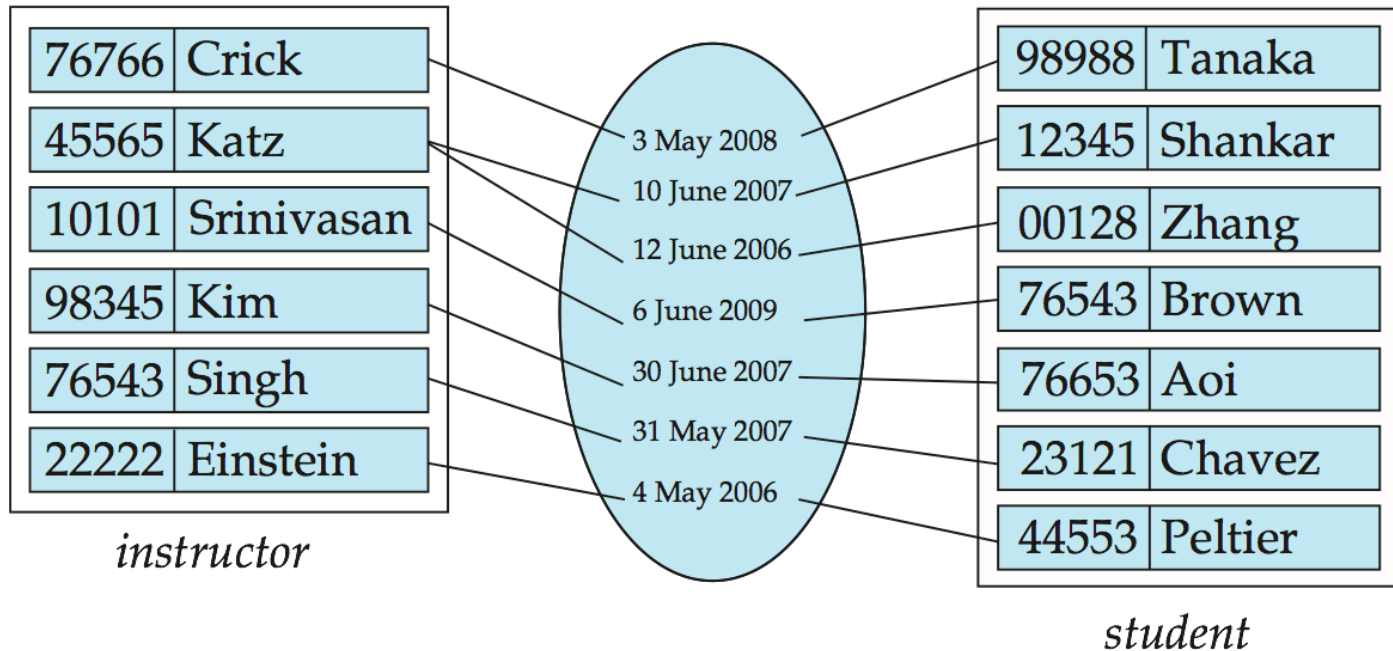 76766 Crick
45565 Katz
10101 Srinivasan
98345 Kim
76543 Singh
22222 Einstein
instructor
3 May 2008
10 June 2007
12 June 2006
6 June 2009
30 June 2007
31 May 2007
4 May 2006
98988 Tanaka
12345 Shankar
00128 Zhang
76543 Brown
76653 Aoi
23121 Chavez
44553 Peltier
student